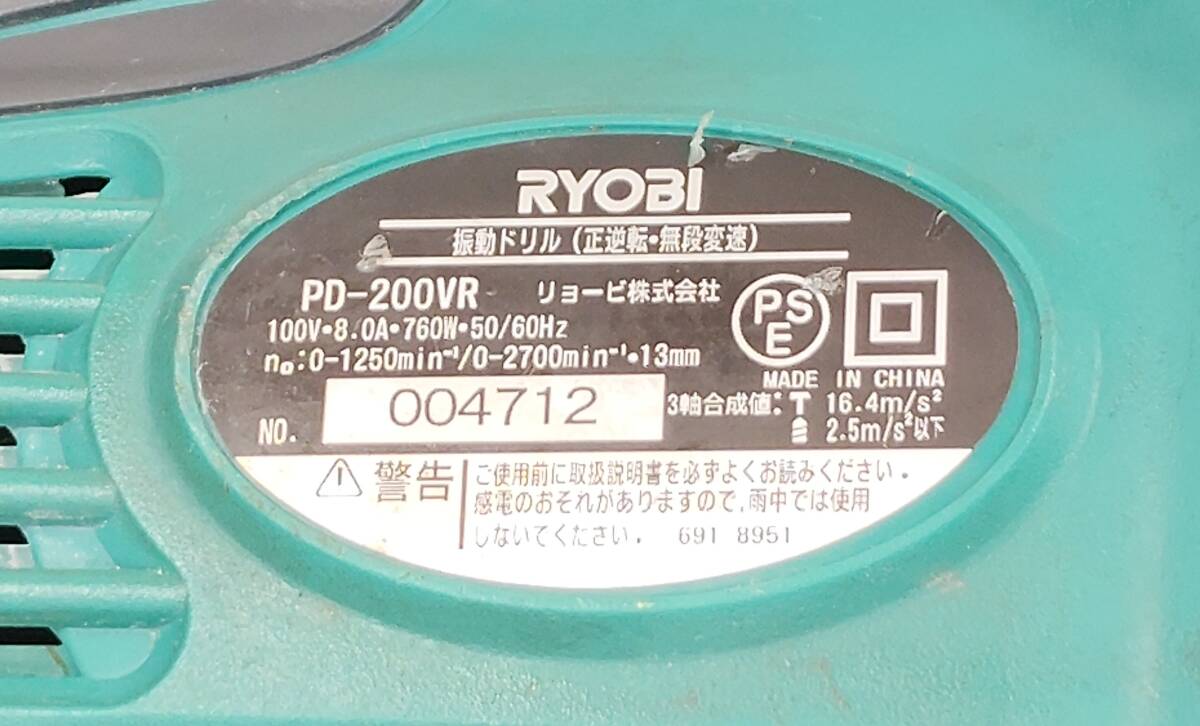 RYOBI
振動ドリル(正逆転・無段変速)
PD-200VR リョービ株式会社
100V・8.0A・760W・50/60Hz
n₀:0-1250min⁻¹/0-2700min⁻¹・13mm
PSE
MADE IN CHINA
NO. 004712
3軸合成値: 16.4m/s²
2.5m/s²以下
警告
ご使用前に取扱説明書を必ずよくお読みください.
感電のおそれがありますので,雨中では使用
しないてください. 691 8951